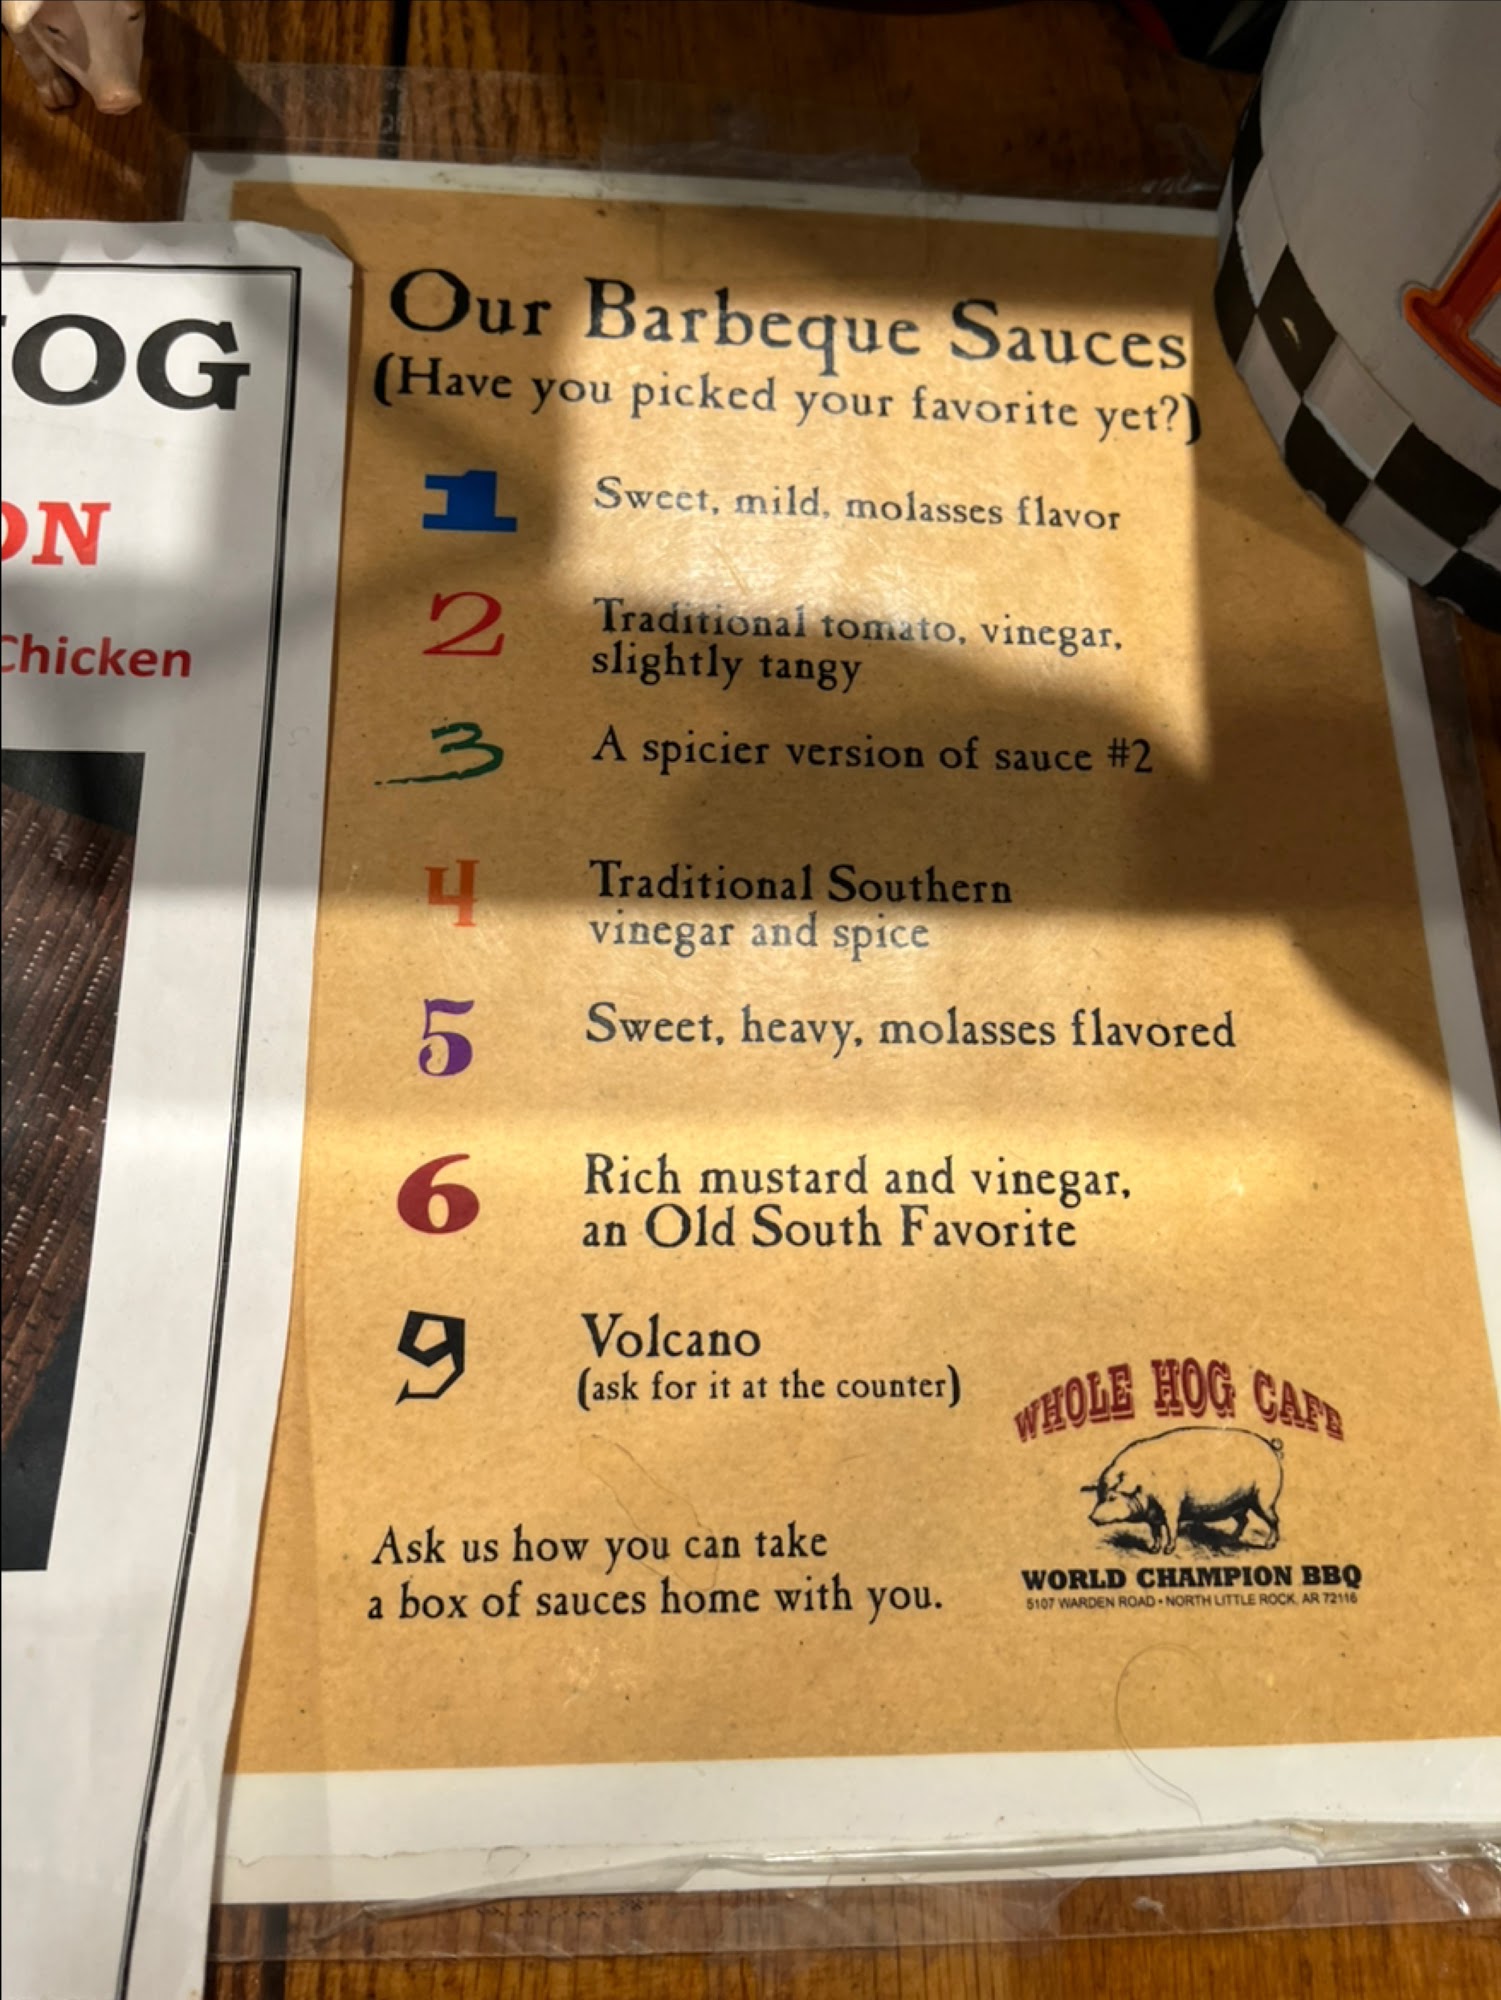 OG
ON
Chicken
Our Barbeque Sauces
(Have you picked your favorite yet?)
1 Sweet, mild, molasses flavor
2 Traditional tomato, vinegar,
slightly tangy
3 A spicier version of sauce #2
4 Traditional Southern
vinegar and spice
5 Sweet, heavy, molasses flavored
6 Rich mustard and vinegar,
an Old South Favorite
9 Volcano
(ask for it at the counter)
Ask us how you can take
a box of sauces home with you.
WHOLE HOG CAFE
WORLD CHAMPION BBQ
5107 WARDEN ROAD • NORTH LITTLE ROCK, AR 72116